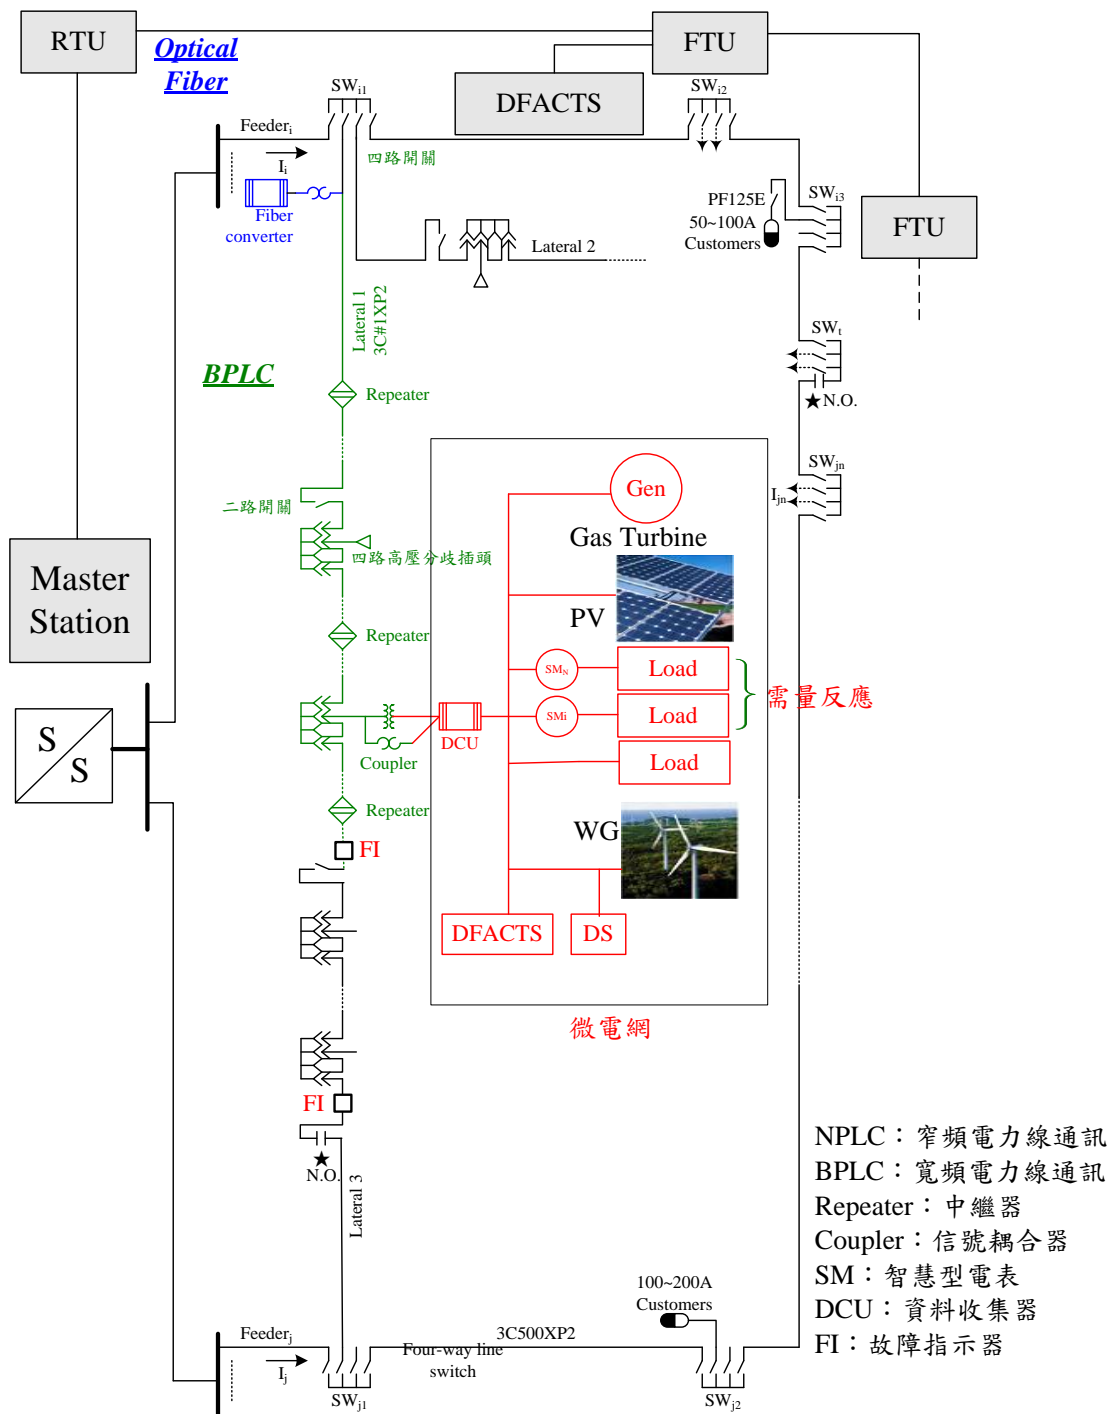 RTU
Optical
Fiber
FTU
DFACTS
SWi1
SWi2
Feederi
Ii
四路開關
Fiber
converter
PF125E
50~100A
Customers
SWi3
FTU
Lateral 2
Lateral 1
3C#1XP2
SWt
BPLC
Repeater
★N.O.
SWjn
Ijn
二路開關
Gen
Gas Turbine
四路高壓分歧插頭
Master
Station
PV
Repeater
SMN
Load
需量反應
SMi
Load
DCU
Coupler
Load
S
S
Repeater
WG
FI
DFACTS
DS
微電網
FI
★
N.O.
Lateral 3
NPLC：窄頻電力線通訊
BPLC：寬頻電力線通訊
Repeater：中繼器
Coupler：信號耦合器
SM：智慧型電表
DCU：資料收集器
FI：故障指示器
100~200A
Customers
Feederj
Ij
3C500XP2
Four-way line
switch
SWj1
SWj2